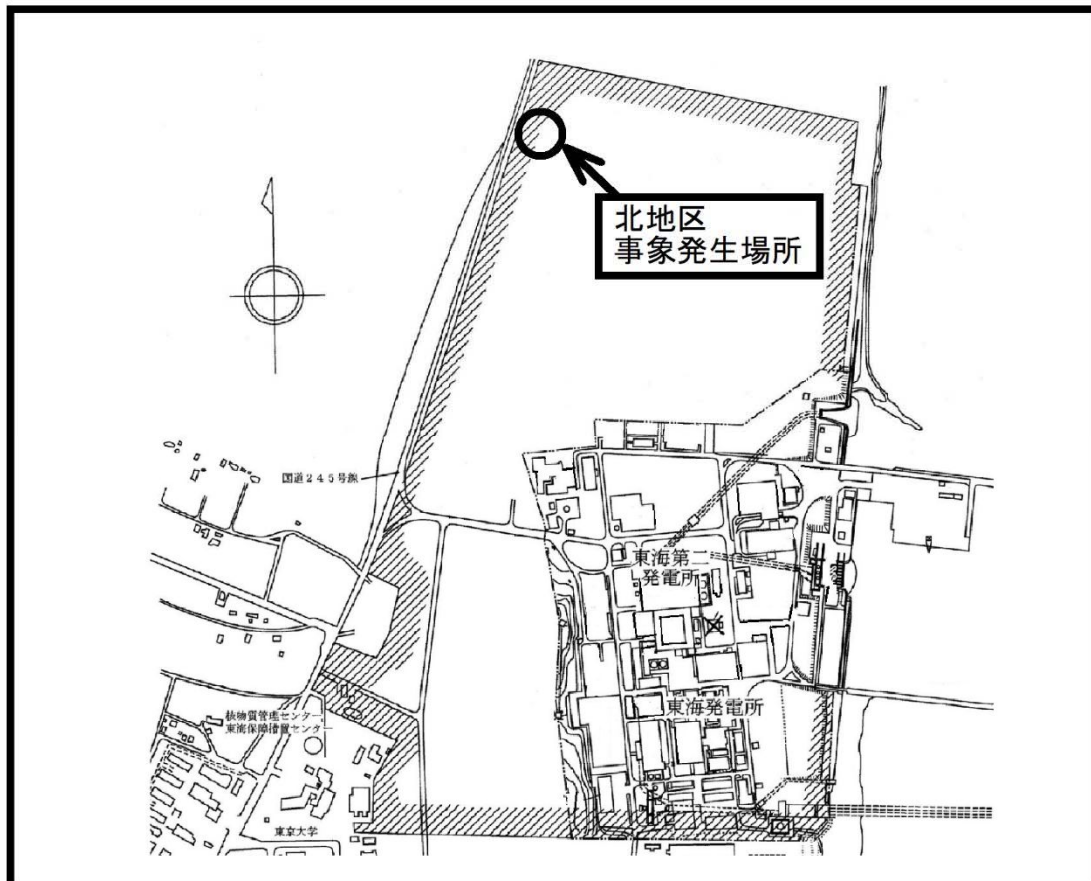 北地区
事象発生場所
国道245号線
東海第二
発電所
東海発電所
核物質管理センター
東海保障措置センター
東京大学